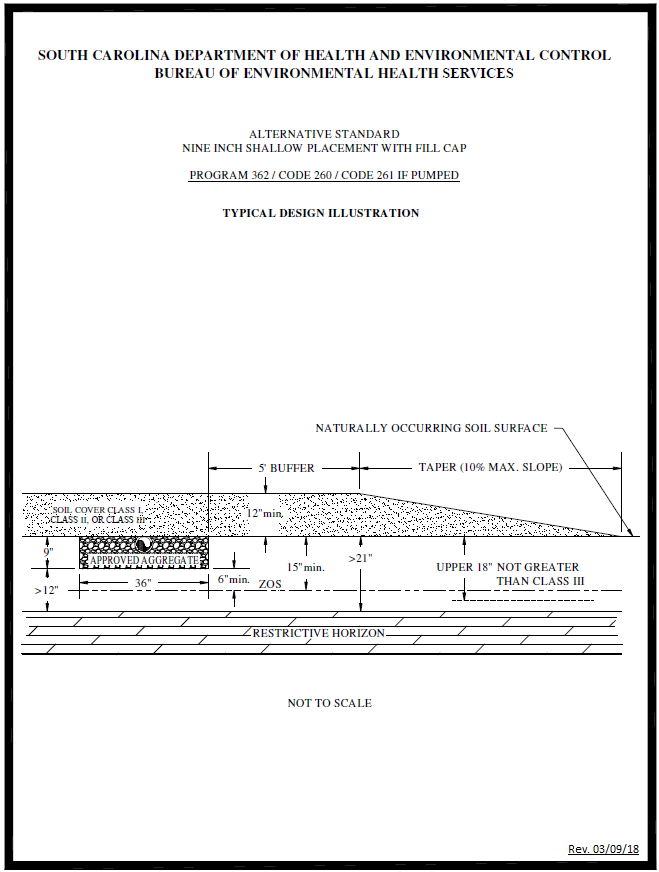 SOUTH CAROLINA DEPARTMENT OF HEALTH AND ENVIRONMENTAL CONTROL
BUREAU OF ENVIRONMENTAL HEALTH SERVICES
ALTERNATIVE STANDARD
NINE INCH SHALLOW PLACEMENT WITH FILL CAP
PROGRAM 362 / CODE 260 / CODE 261 IF PUMPED
TYPICAL DESIGN ILLUSTRATION
NATURALLY OCCURRING SOIL SURFACE
5' BUFFER
TAPER (10% MAX. SLOPE)
SOIL COVER CLASS I,
CLASS II, OR CLASS III
12"min.
9"
APPROVED AGGREGATE
>12"
36"
6"min.
ZOS
15"min.
>21"
UPPER 18" NOT GREATER
THAN CLASS III
RESTRICTIVE HORIZON
NOT TO SCALE
Rev. 03/09/18